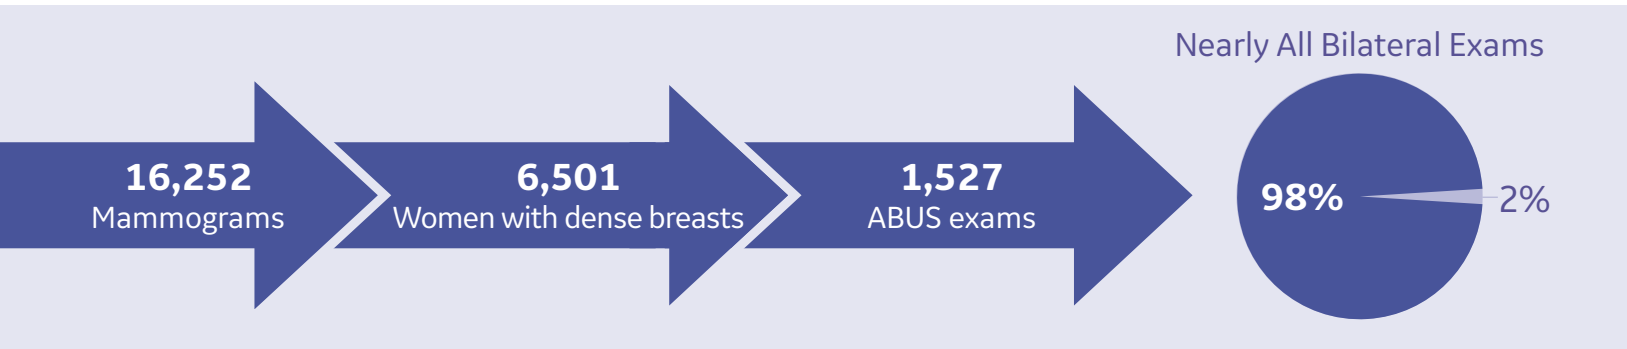 Nearly All Bilateral Exams
16,252
Mammograms
6,501
Women with dense breasts
1,527
ABUS exams
98%
2%